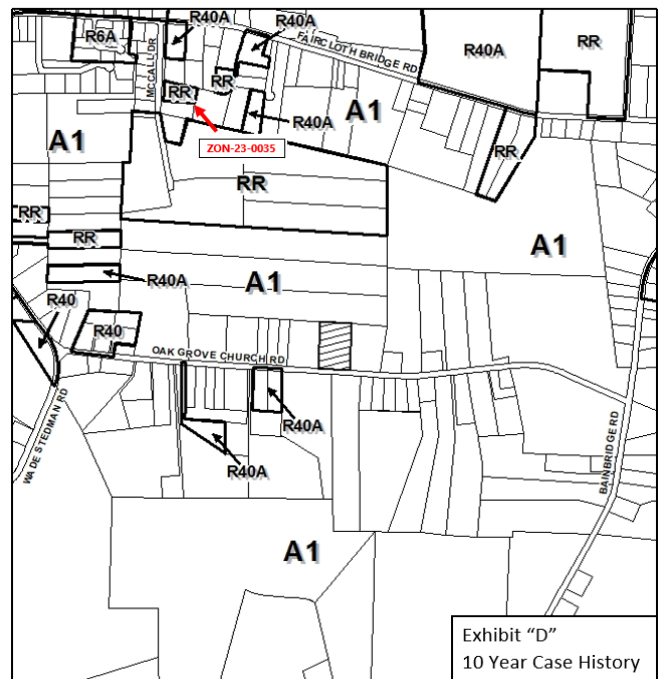 R40A
R6A
R40A
FAIRCLOTH BRIDGE RD
R40A
RR
MCCALL DR
RR
RR
A1
R40A
A1
ZON-23-0035
RR
RR
RR
RR
A1
R40A
A1
R40
R40
OAK GROVE CHURCH RD
R40A
WADE STEDMAN RD
R40A
BAINBRIDGE RD
A1
Exhibit “D”
10 Year Case History